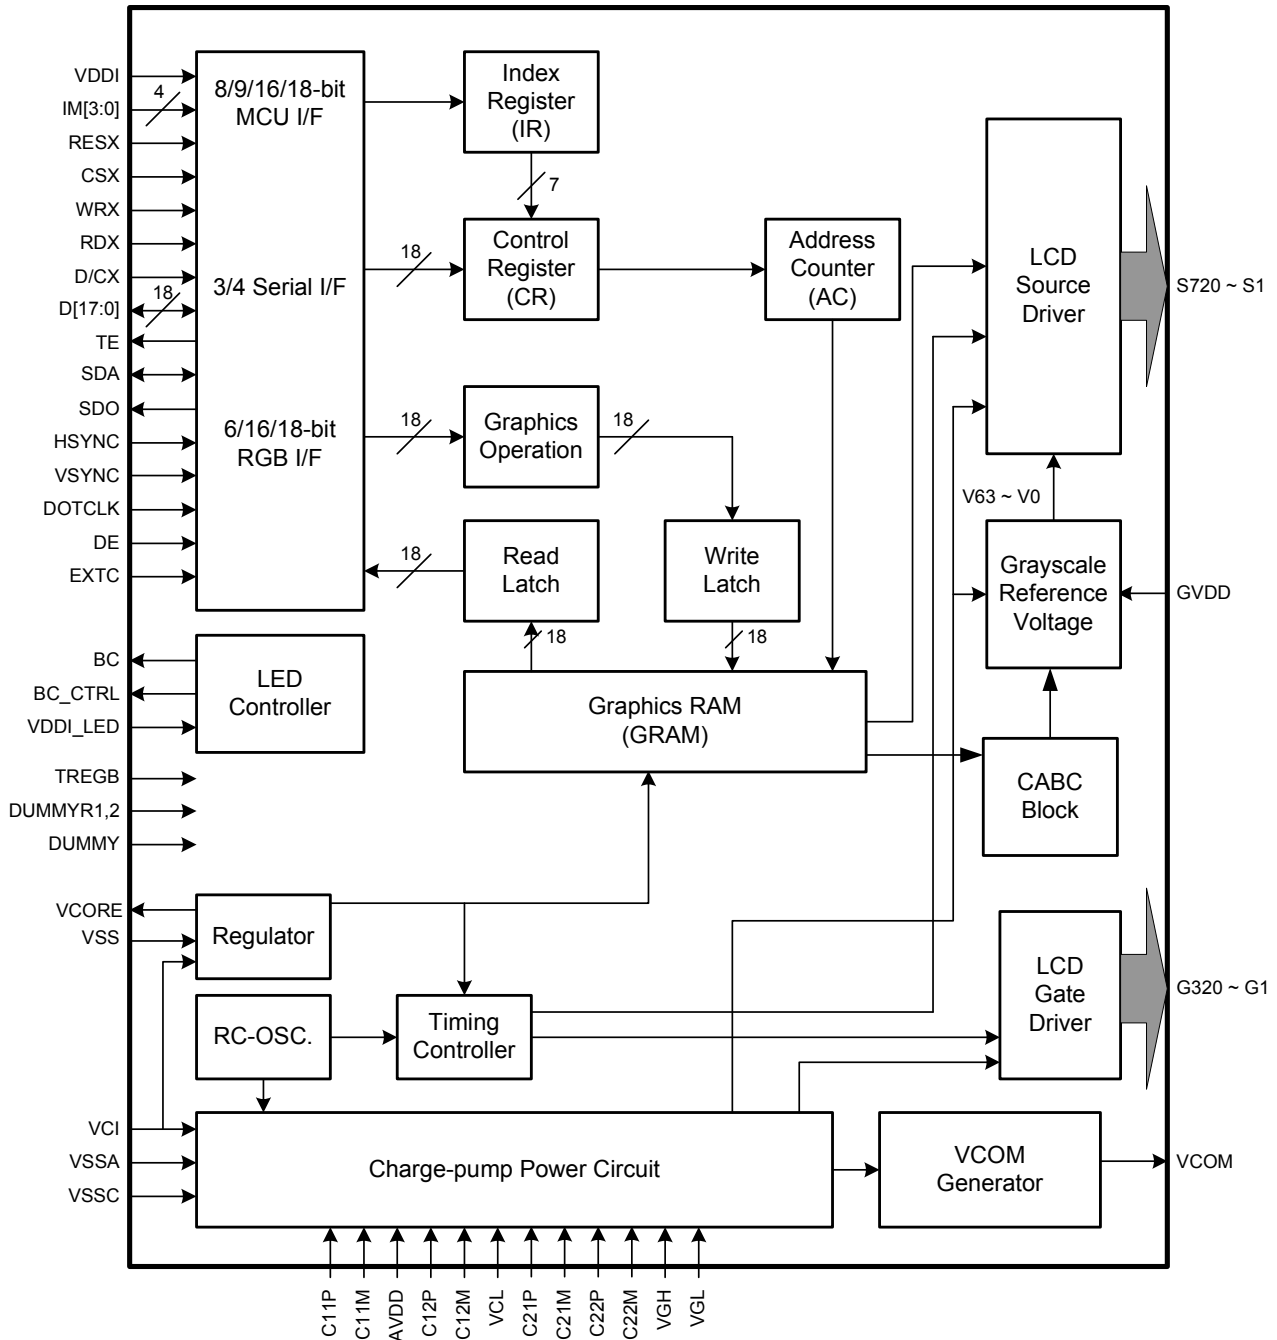 VDDI
IM[3:0]
4
RESX
CSX
WRX
RDX
D/CX
D[17:0]
18
TE
SDA
SDO
HSYNC
VSYNC
DOTCLK
DE
EXTC
8/9/16/18-bit
MCU I/F
3/4 Serial I/F
6/16/18-bit
RGB I/F
Index
Register
(IR)
7
18
Control
Register
(CR)
Address
Counter
(AC)
18
Graphics
Operation
18
18
Read
Latch
18
Write
Latch
18
Graphics RAM
(GRAM)
LCD
Source
Driver
S720 ~ S1
V63 ~ V0
Grayscale
Reference
Voltage
GVDD
CABC
Block
BC
BC_CTRL
VDDI_LED
LED
Controller
TREGB
DUMMYR1,2
DUMMY
VCORE
VSS
Regulator
RC-OSC.
Timing
Controller
LCD
Gate
Driver
G320 ~ G1
VCI
VSSA
VSSC
Charge-pump Power Circuit
VCOM
Generator
VCOM
C11P
C11M
AVDD
C12P
C12M
VCL
C21P
C21M
C22P
C22M
VGH
VGL